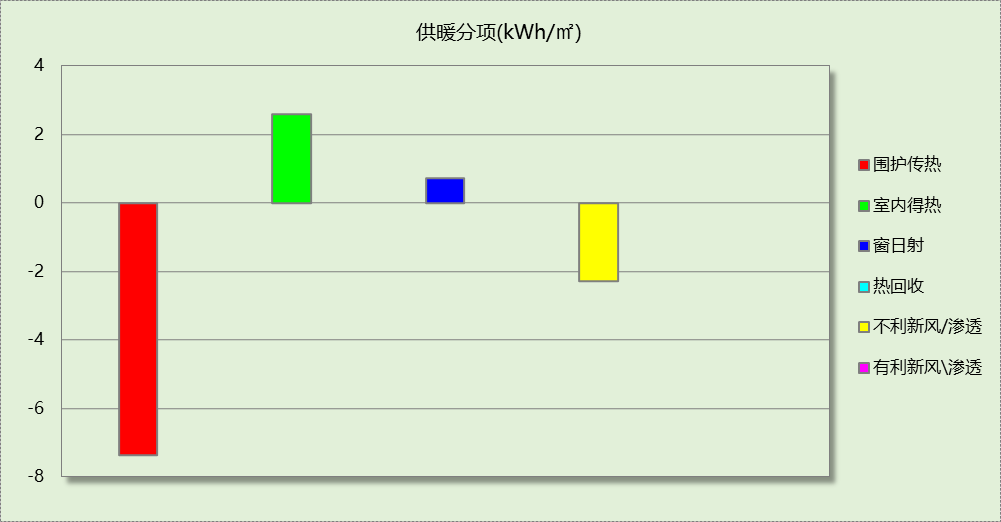 供暖分项(kWh/㎡)
4
2
0
-2
-4
-6
-8
围护传热
室内得热
窗日射
热回收
不利新风/渗透
有利新风\渗透